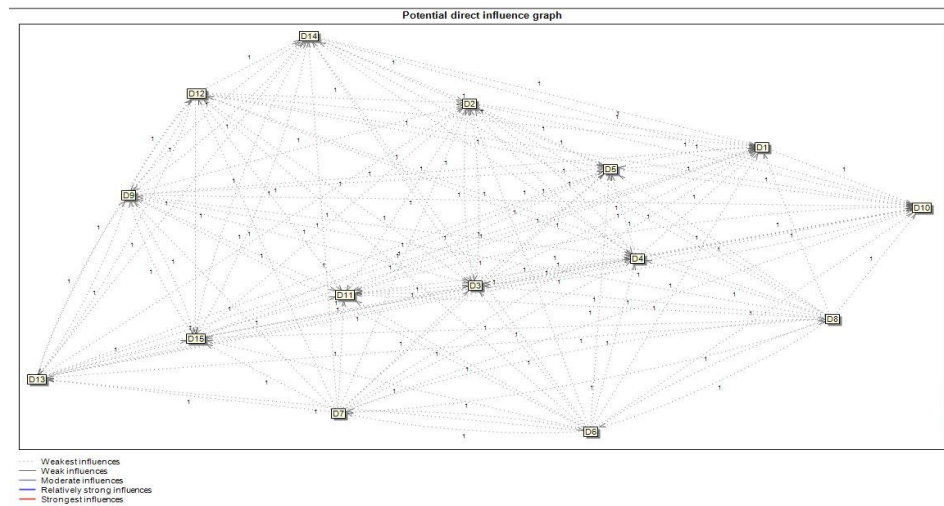 Potential direct influence graph
D14
D12
D2
D1
D5
D9
D10
D4
D3
D11
D8
D15
D13
D7
D6
Weakest influences
Weak influences
Moderate influences
Relatively strong influences
Strongest influences